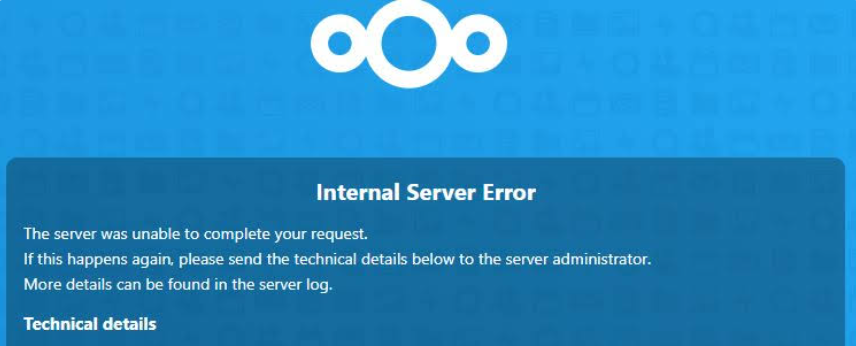 Internal Server Error
The server was unable to complete your request.
If this happens again, please send the technical details below to the server administrator.
More details can be found in the server log.
Technical details